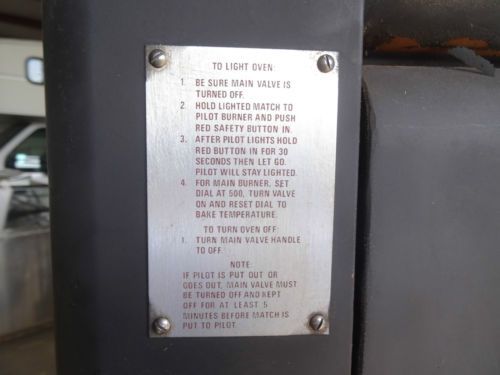 TO LIGHT OVEN:
1. BE SURE MAIN VALVE IS
TURNED OFF.
2. HOLD LIGHTED MATCH TO
PILOT BURNER AND PUSH
RED SAFETY BUTTON IN.
3. AFTER PILOT LIGHTS HOLD
RED BUTTON IN FOR 30
SECONDS THEN LET GO.
PILOT WILL STAY LIGHTED.
4. FOR MAIN BURNER, SET
DIAL AT 500, TURN VALVE
ON AND RESET DIAL TO
BAKE TEMPERATURE.
TO TURN OVEN OFF:
1. TURN MAIN VALVE HANDLE
TO OFF.
NOTE
IF PILOT IS PUT OUT OR
GOES OUT, MAIN VALVE MUST
BE TURNED OFF AND KEPT
OFF FOR AT LEAST 5
MINUTES BEFORE MATCH IS
PUT TO PILOT.